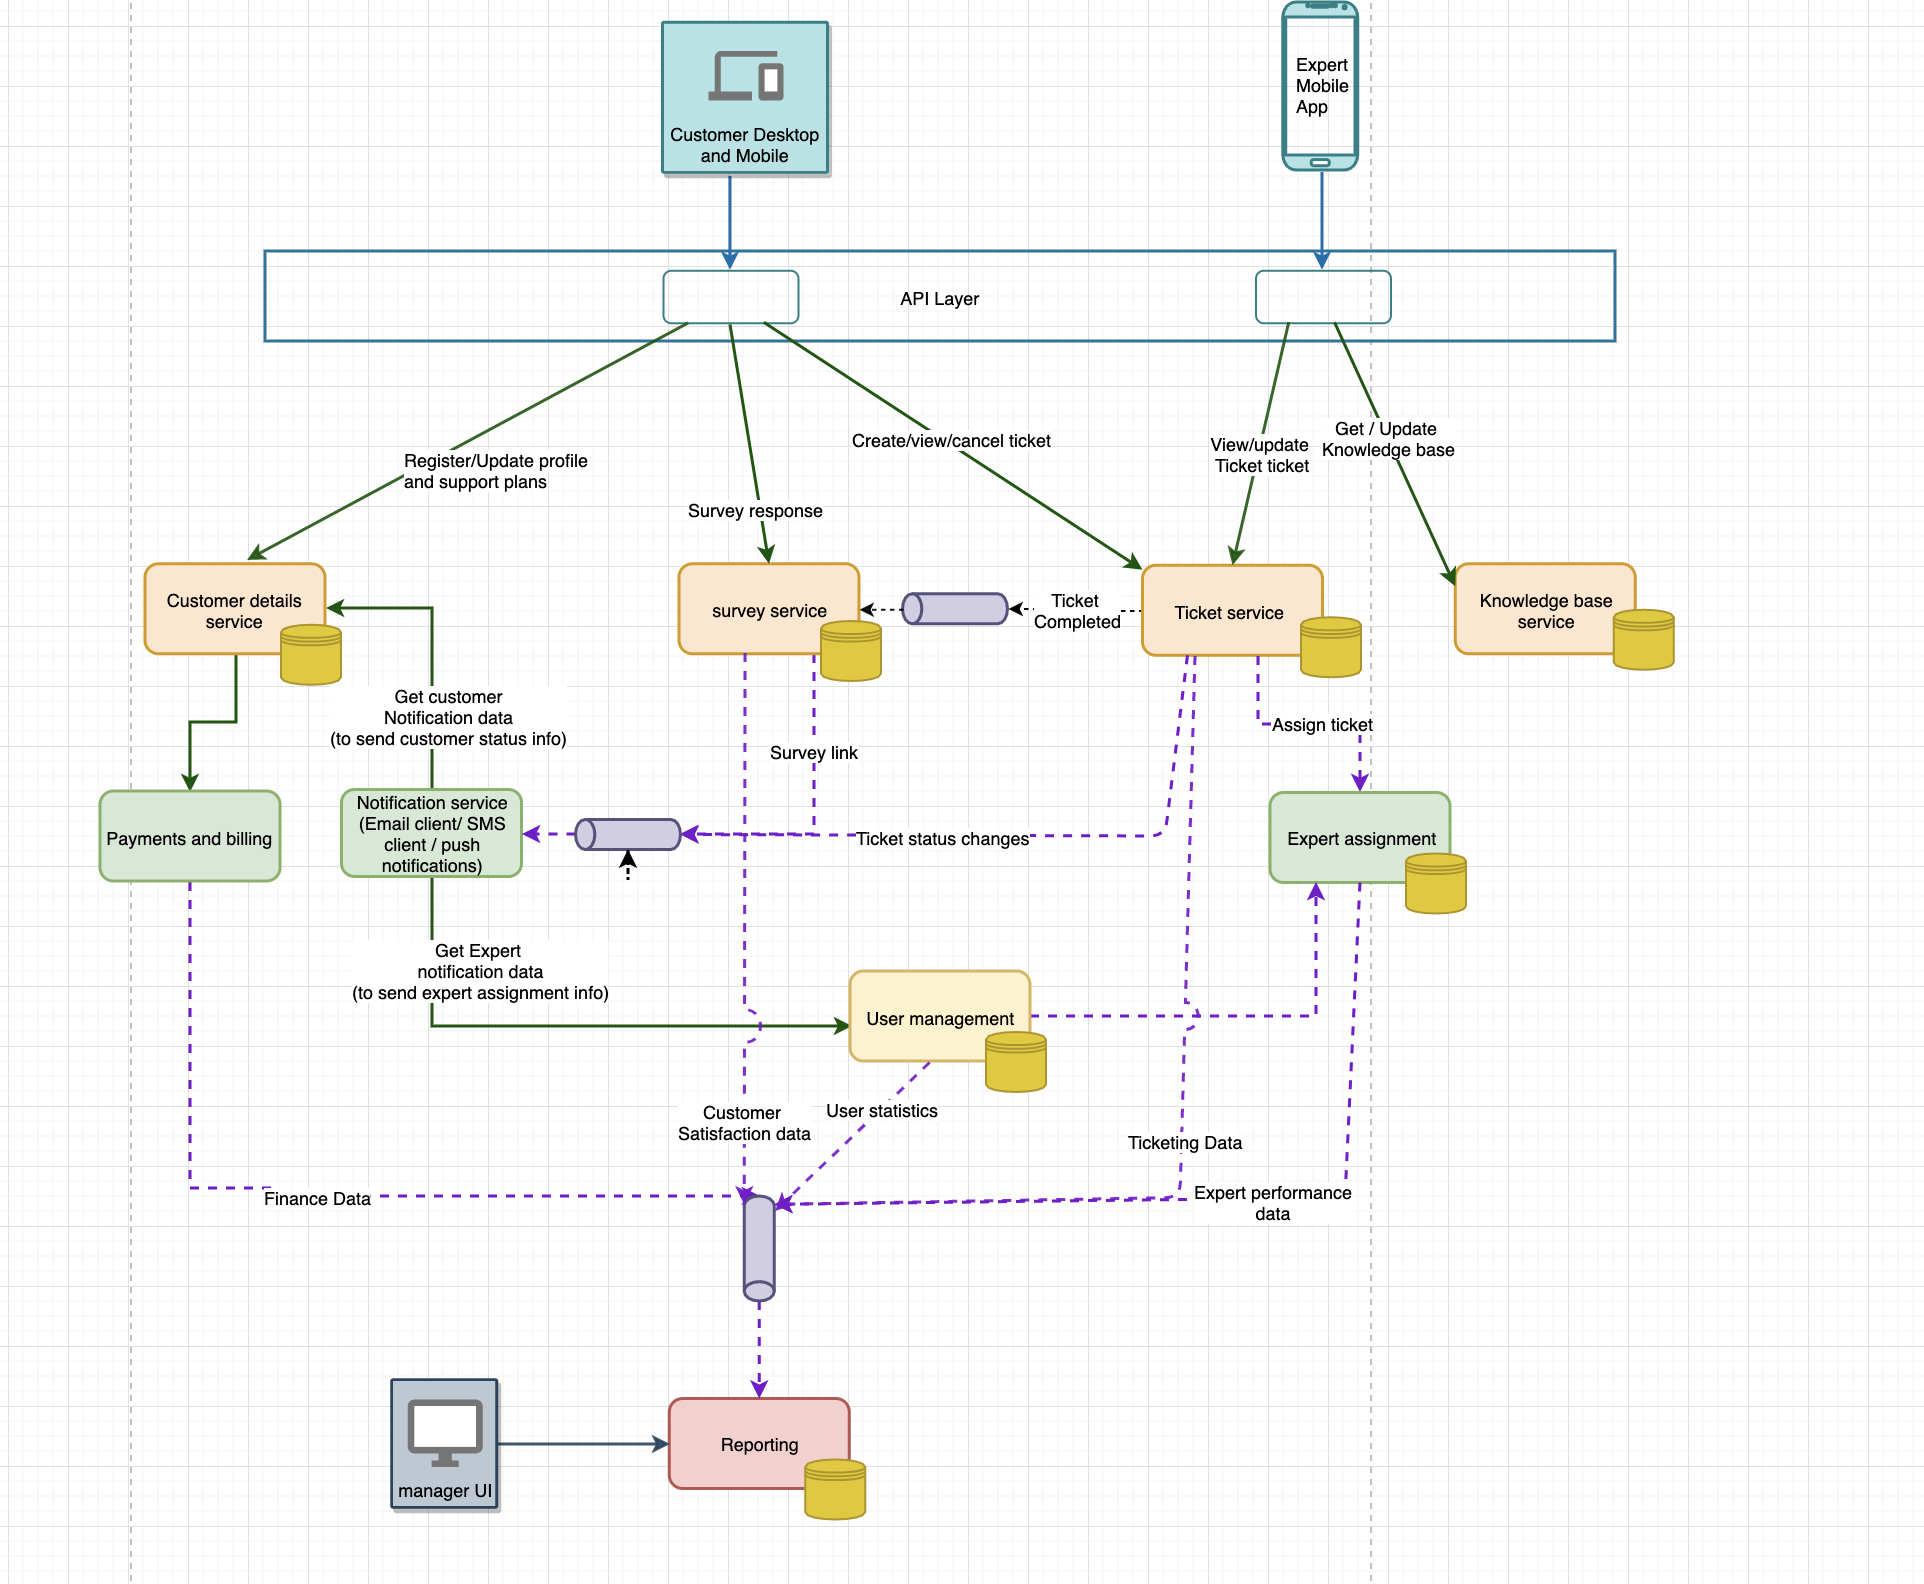 Expert
Mobile
App
Customer Desktop
and Mobile
API Layer
Get / Update
Knowledge base
Create/view/cancel ticket
View/update
Ticket ticket
Register/Update profile
and support plans
Survey response
Customer details
service
survey service
Ticket
Completed
Ticket service
Knowledge base
service
Get customer
Notification data
(to send customer status info)
Survey link
Assign ticket
Payments and billing
Notification service
(Email client/ SMS
client / push
notifications)
Ticket status changes
Expert assignment
Get Expert
notification data
(to send expert assignment info)
User management
Customer
Satisfaction data
User statistics
Ticketing Data
Finance Data
Expert performance
data
Reporting
manager UI